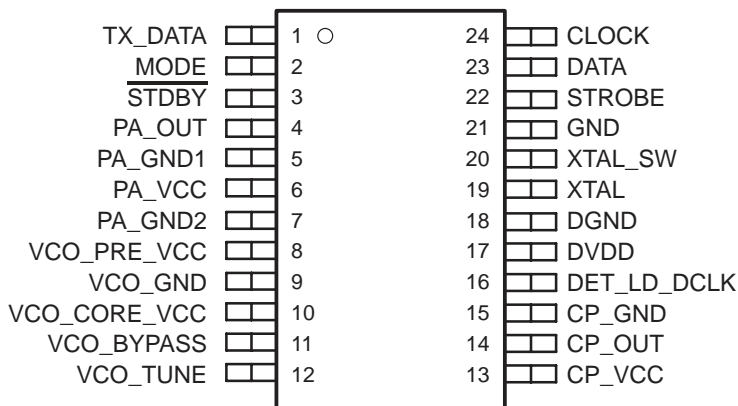 TX_DATA 1 24 CLOCK
MODE 2 23 DATA
STDBY 3 22 STROBE
PA_OUT 4 21 GND
PA_GND1 5 20 XTAL_SW
PA_VCC 6 19 XTAL
PA_GND2 7 18 DGND
VCO_PRE_VCC 8 17 DVDD
VCO_GND 9 16 DET_LD_DCLK
VCO_CORE_VCC 10 15 CP_GND
VCO_BYPASS 11 14 CP_OUT
VCO_TUNE 12 13 CP_VCC